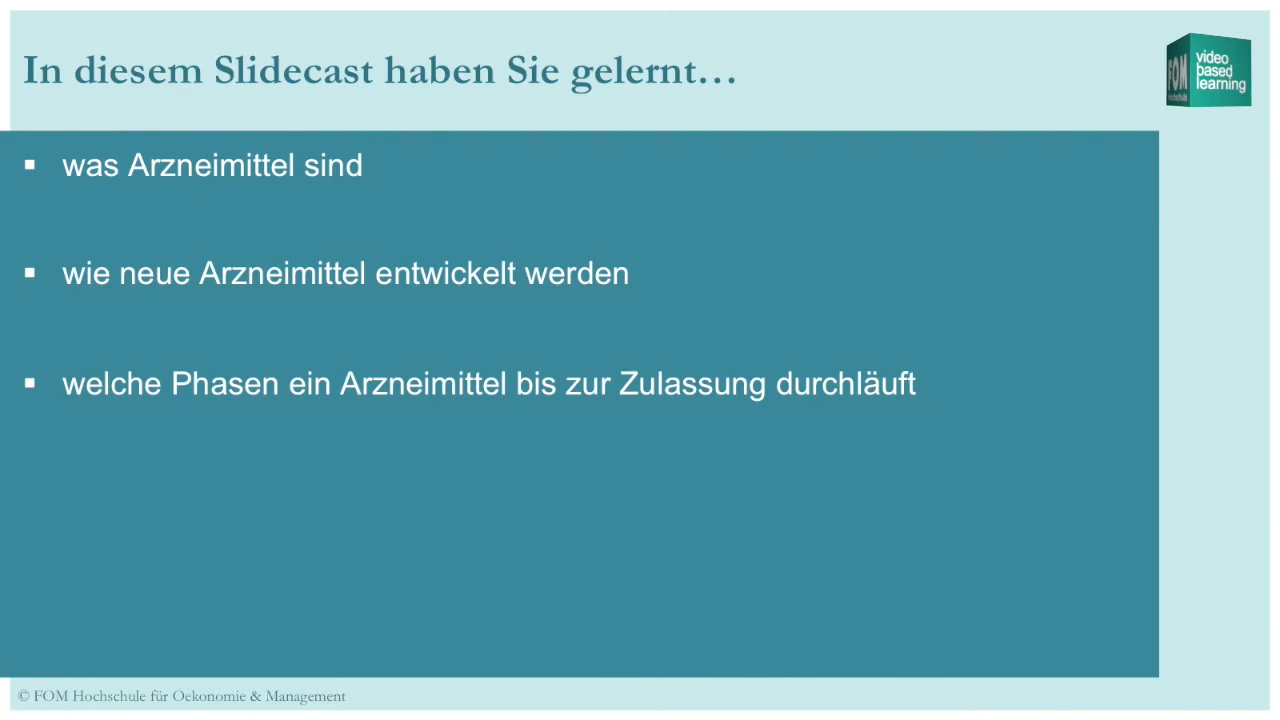 In diesem Slidecast haben Sie gelernt…
video
based
learning
FOM
Hochschule
▪ was Arzneimittel sind
▪ wie neue Arzneimittel entwickelt werden
▪ welche Phasen ein Arzneimittel bis zur Zulassung durchläuft
© FOM Hochschule für Oekonomie & Management